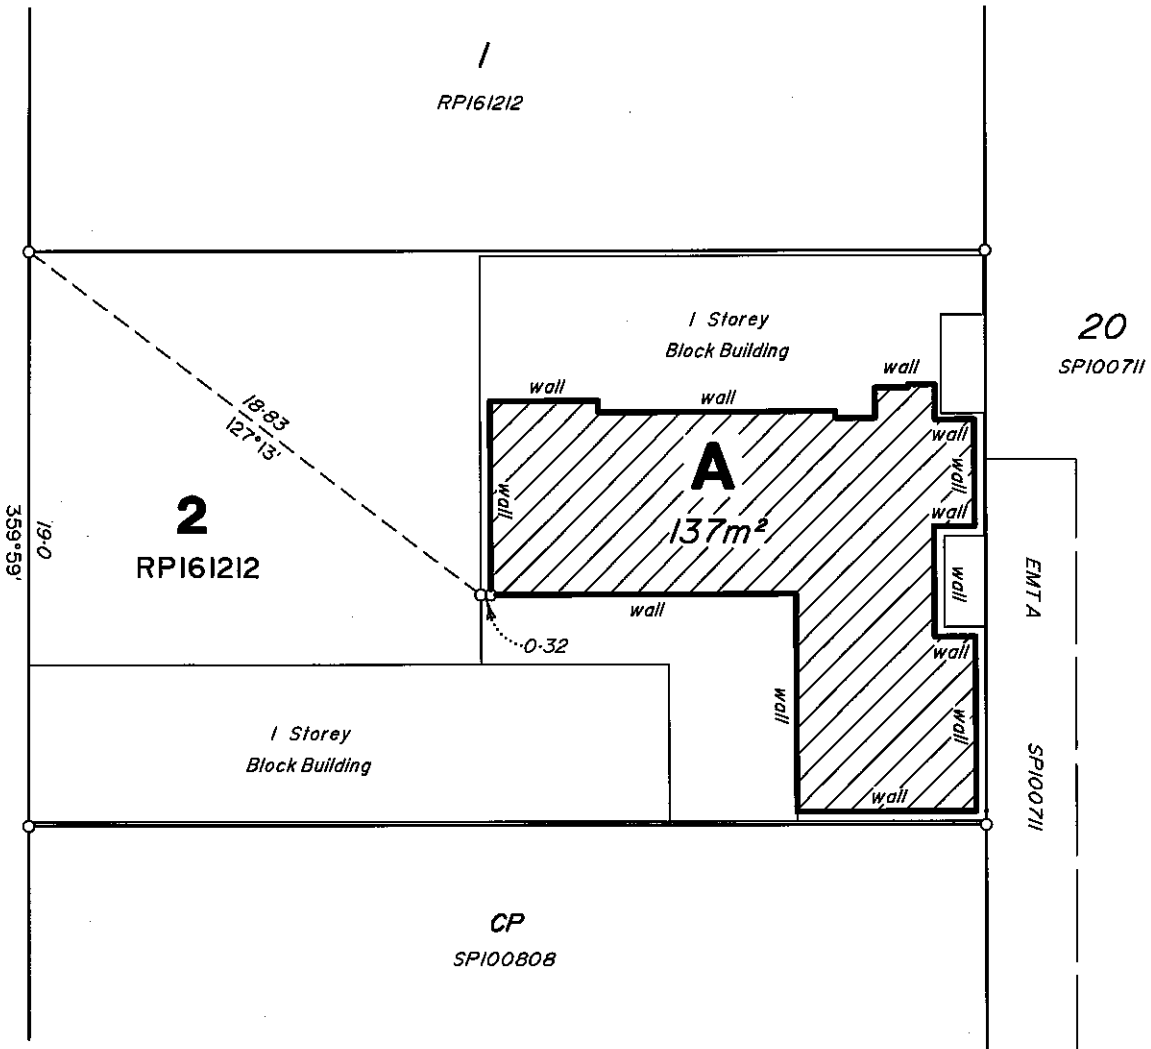 1
RP161212
20
SP100711
1 Storey
Block Building
wall
wall
wall
wall
wall
wall
wall
A
137m²
18·83
127°13'
2
RP161212
19·0
359°59'
wall
wall
EMT A
0·32
wall
wall
wall
1 Storey
Block Building
wall
SP100711
CP
SP100808